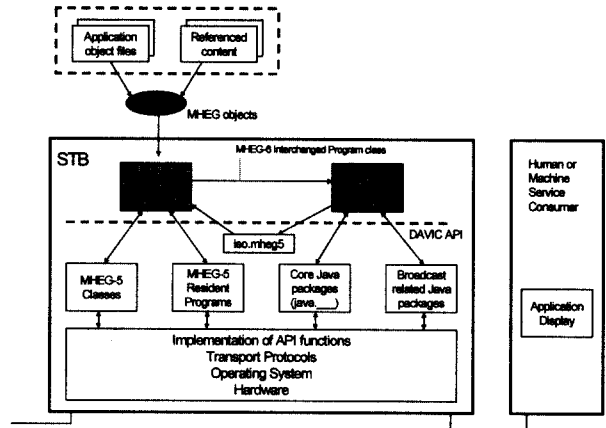 Application
object files
Referenced
content
MHEG objects
STB
MHEG-6 Interchanged Program class
iso.mheg5
DAVIC API
MHEG-5
Classes
MHEG-5
Resident
Programs
Core Java
packages
(java.___)
Broadcast
related Java
packages
Implementation of API functions
Transport Protocols
Operating System
Hardware
Human or
Machine
Service
Consumer
Application
Display